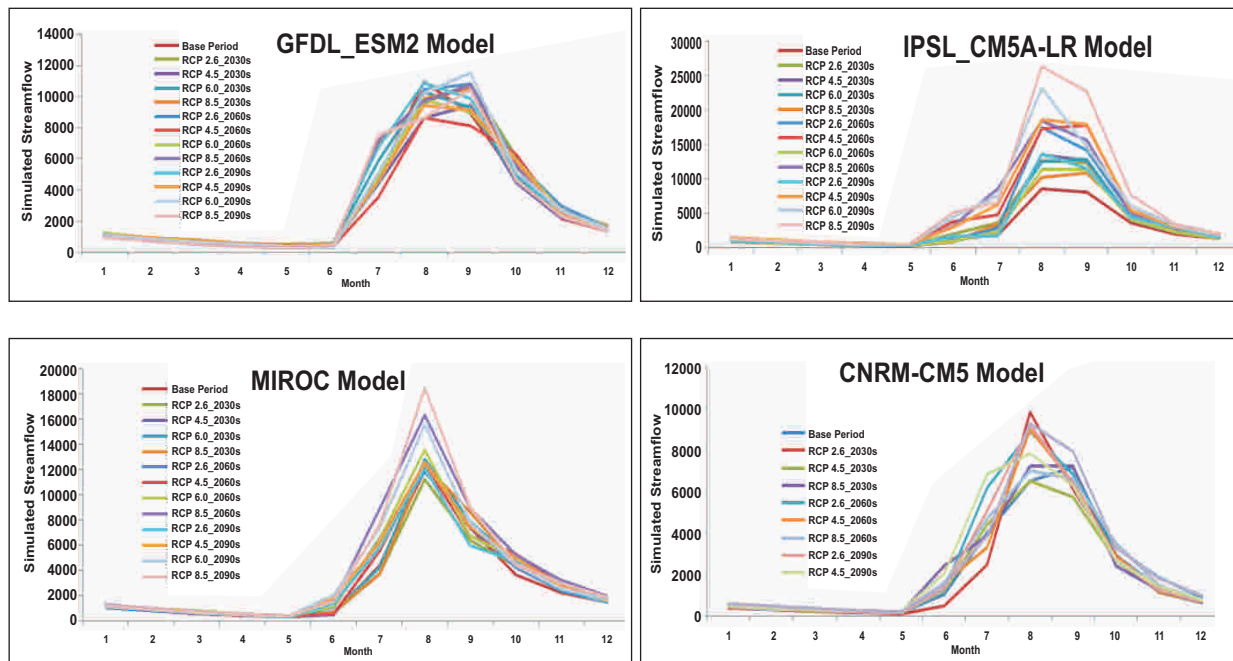 GFDL_ESM2 Model
Simulated Streamflow
14000
12000
10000
8000
6000
4000
2000
0
Base Period
RCP 2.6_2030s
RCP 4.5_2030s
RCP 6.0_2030s
RCP 8.5_2030s
RCP 2.6_2060s
RCP 4.5_2060s
RCP 6.0_2060s
RCP 8.5_2060s
RCP 2.6_2090s
RCP 4.5_2090s
RCP 6.0_2090s
RCP 8.5_2090s
1 2 3 4 5 6 7 8 9 10 11 12
Month
IPSL_CM5A-LR Model
Simulated Streamflow
30000
25000
20000
15000
10000
5000
0
Base Period
RCP 2.6_2030s
RCP 4.5_2030s
RCP 6.0_2030s
RCP 8.5_2030s
RCP 2.6_2060s
RCP 4.5_2060s
RCP 6.0_2060s
RCP 8.5_2060s
RCP 2.6_2090s
RCP 4.5_2090s
RCP 6.0_2090s
RCP 8.5_2090s
1 2 3 4 5 6 7 8 9 10 11 12
Month
MIROC Model
Simulated Streamflow
20000
18000
16000
14000
12000
10000
8000
6000
4000
2000
0
Base Period
RCP 2.6_2030s
RCP 4.5_2030s
RCP 6.0_2030s
RCP 8.5_2030s
RCP 2.6_2060s
RCP 4.5_2060s
RCP 6.0_2060s
RCP 8.5_2060s
RCP 2.6_2090s
RCP 4.5_2090s
RCP 6.0_2090s
RCP 8.5_2090s
1 2 3 4 5 6 7 8 9 10 11 12
Month
CNRM-CM5 Model
Simulated Streamflow
12000
10000
8000
6000
4000
2000
0
Base Period
RCP 2.6_2030s
RCP 4.5_2030s
RCP 8.5_2030s
RCP 2.6_2060s
RCP 4.5_2060s
RCP 8.5_2060s
RCP 2.6_2090s
RCP 4.5_2090s
1 2 3 4 5 6 7 8 9 10 11 12
Month